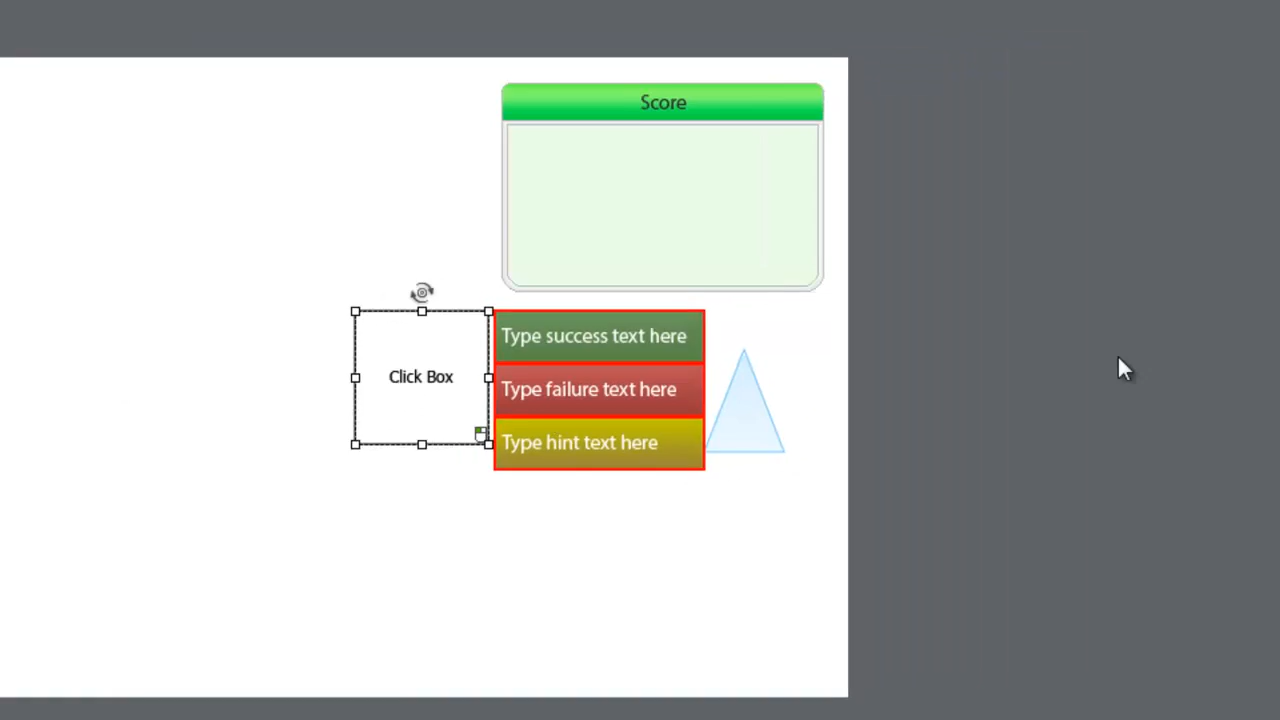 Score
Click Box
Type success text here
Type failure text here
Type hint text here